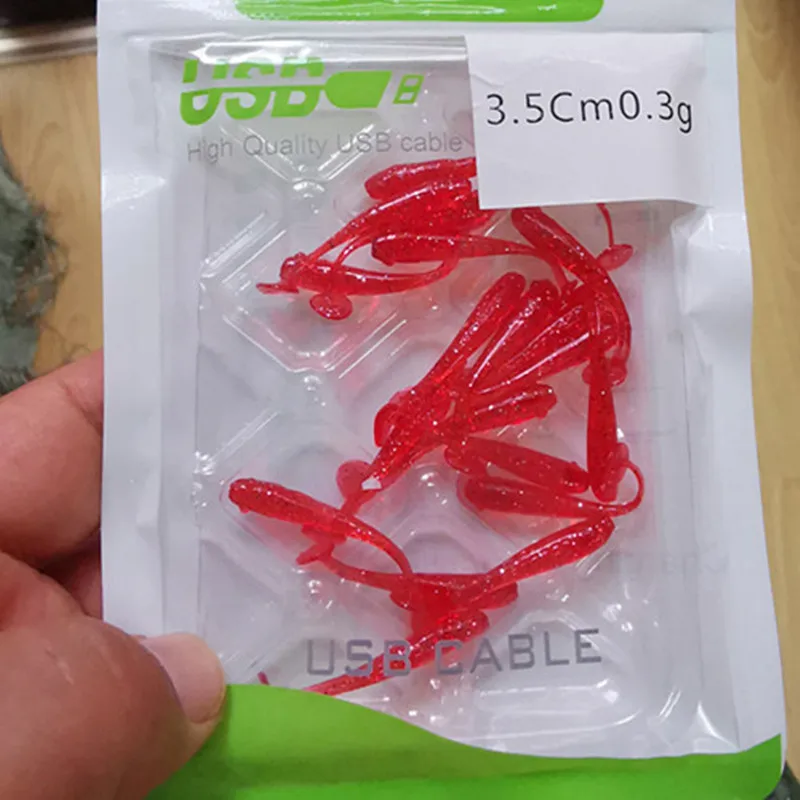 USB
3.5Cm0.3g
High Quality USB cable
USB CABLE